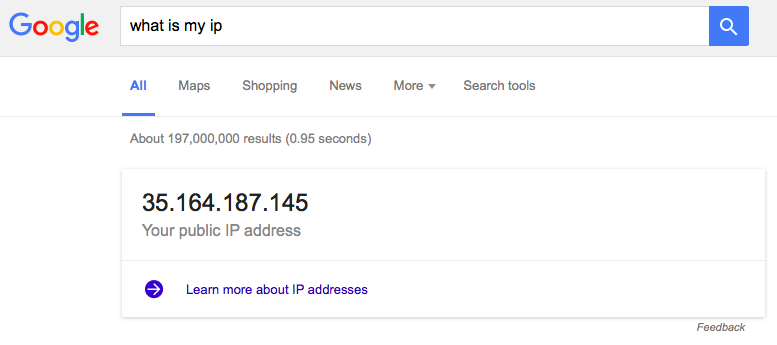 Google
what is my ip
All Maps Shopping News More Search tools
About 197,000,000 results (0.95 seconds)
35.164.187.145
Your public IP address
Learn more about IP addresses
Feedback